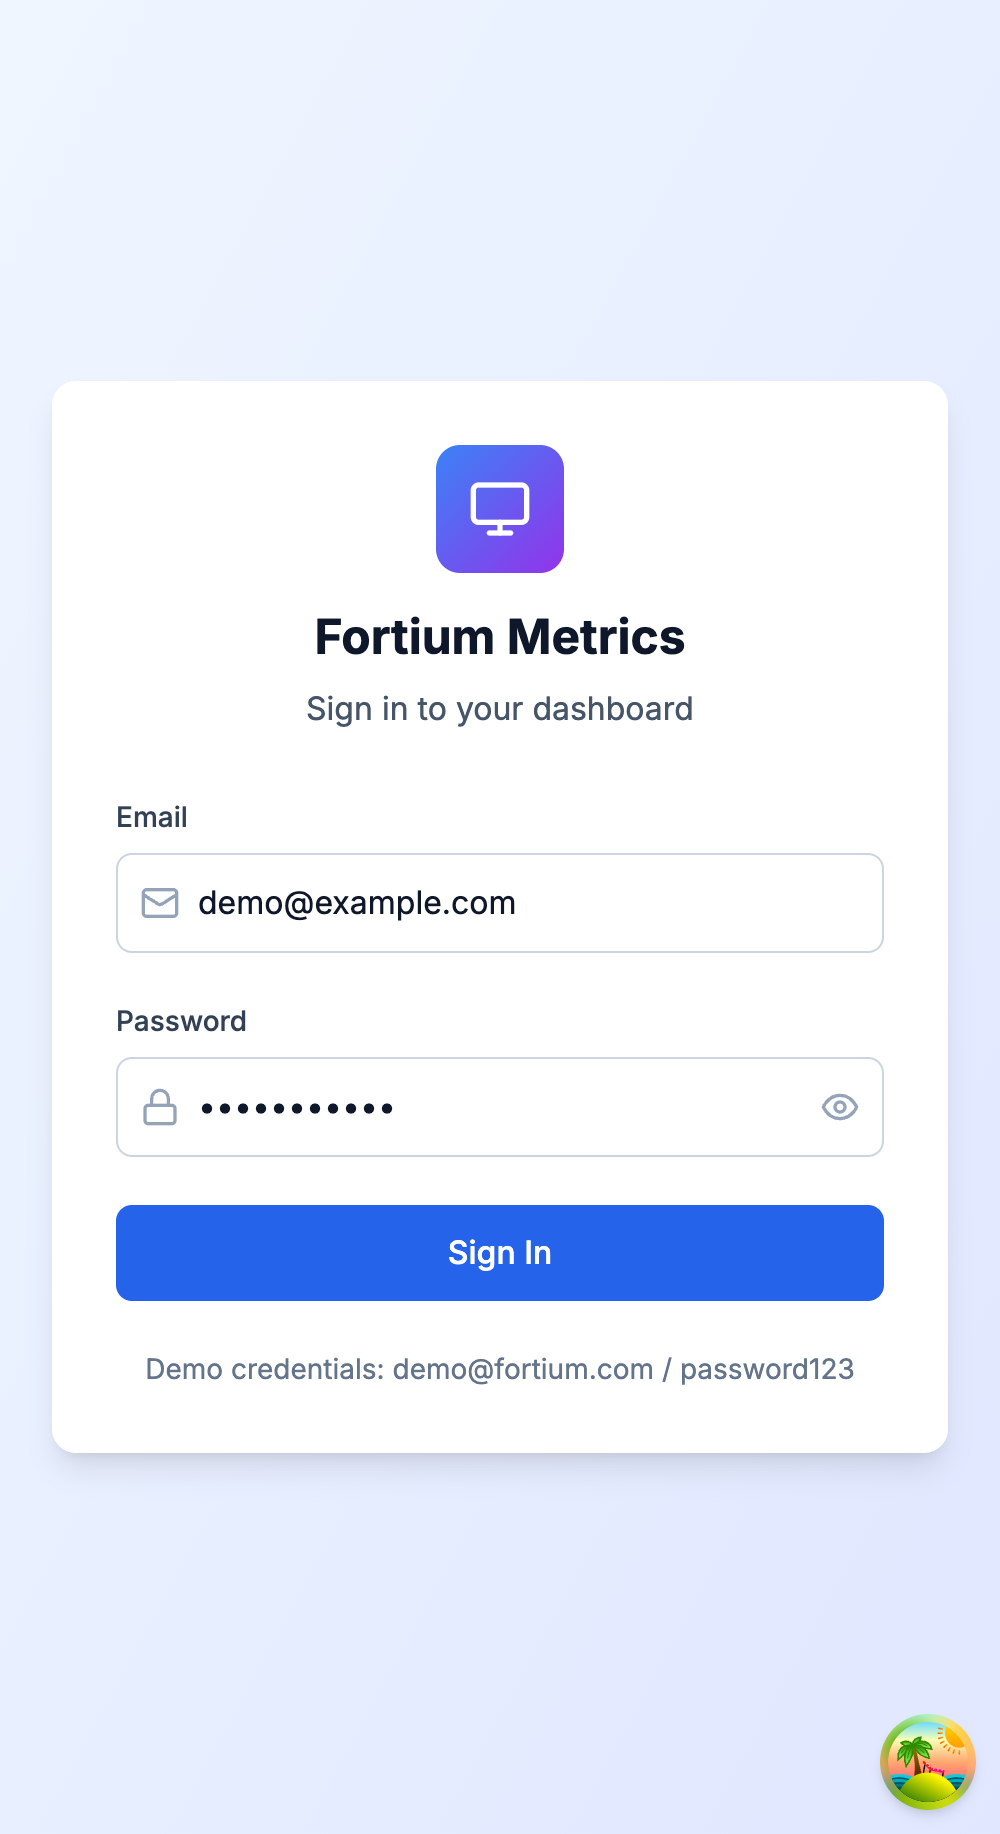 Fortium Metrics
Sign in to your dashboard
Email
demo@example.com
Password
•••••••••••
Sign In
Demo credentials: demo@fortium.com / password123